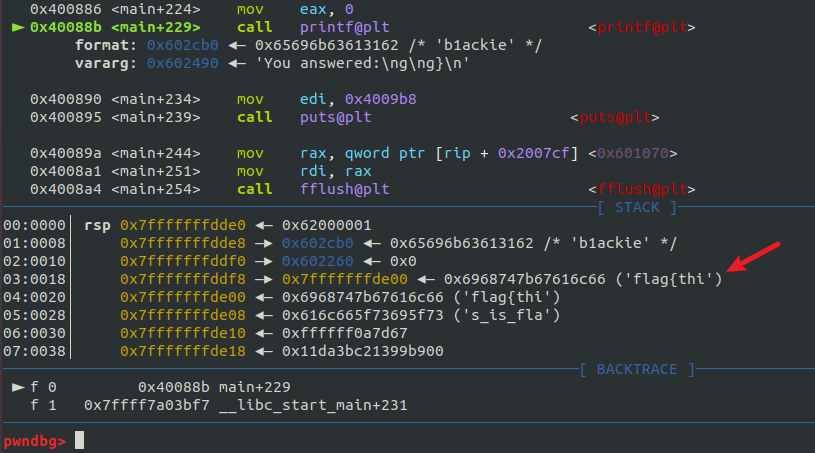 0x400886 <main+224> mov eax, 0
► 0x40088b <main+229> call printf@plt <printf@plt>
format: 0x602cb0 ◄— 0x65696b63613162 /* 'b1ackie' */
vararg: 0x602490 ◄— 'You answered:\ng\ng}\n'
0x400890 <main+234> mov edi, 0x4009b8
0x400895 <main+239> call puts@plt <puts@plt>
0x40089a <main+244> mov rax, qword ptr [rip + 0x2007cf] <0x601070>
0x4008a1 <main+251> mov rdi, rax
0x4008a4 <main+254> call fflush@plt <fflush@plt>
[ STACK ]
00:0000│ rsp 0x7fffffffdde0 ◄— 0x62000001
01:0008│ 0x7fffffffdde8 —► 0x602cb0 ◄— 0x65696b63613162 /* 'b1ackie' */
02:0010│ 0x7fffffffddf0 —► 0x602260 ◄— 0x0
03:0018│ 0x7fffffffddf8 —► 0x7fffffffde00 ◄— 0x6968747b67616c66 ('flag{thi')
04:0020│ 0x7fffffffde00 ◄— 0x6968747b67616c66 ('flag{thi')
05:0028│ 0x7fffffffde08 ◄— 0x616c665f73695f73 ('s_is_fla')
06:0030│ 0x7fffffffde10 ◄— 0xffffff0a7d67
07:0038│ 0x7fffffffde18 ◄— 0x11da3bc21399b900
[ BACKTRACE ]
► f 0 0x40088b main+229
f 1 0x7ffff7a03bf7 __libc_start_main+231
pwndbg>